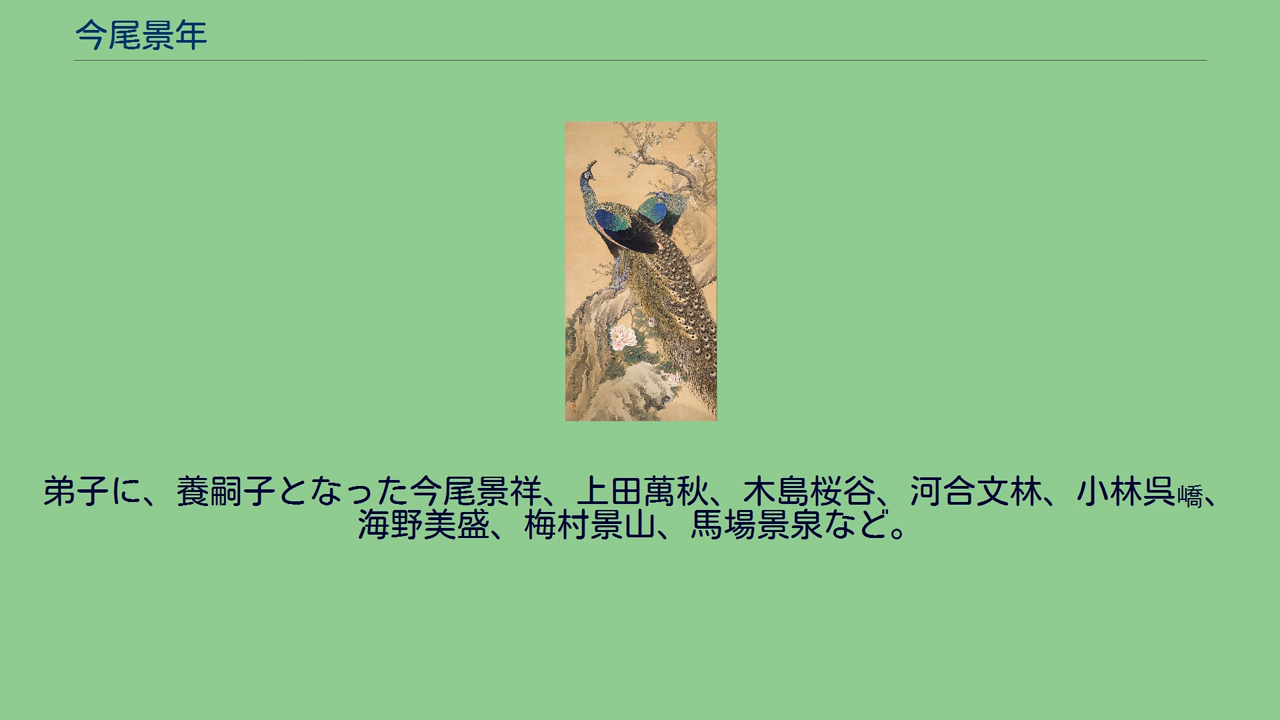 今尾景年
弟子に、養嗣子となった今尾景祥、上田萬秋、木島桜谷、河合文林、小林呉嶠、
海野美盛、梅村景山、馬場景泉など。